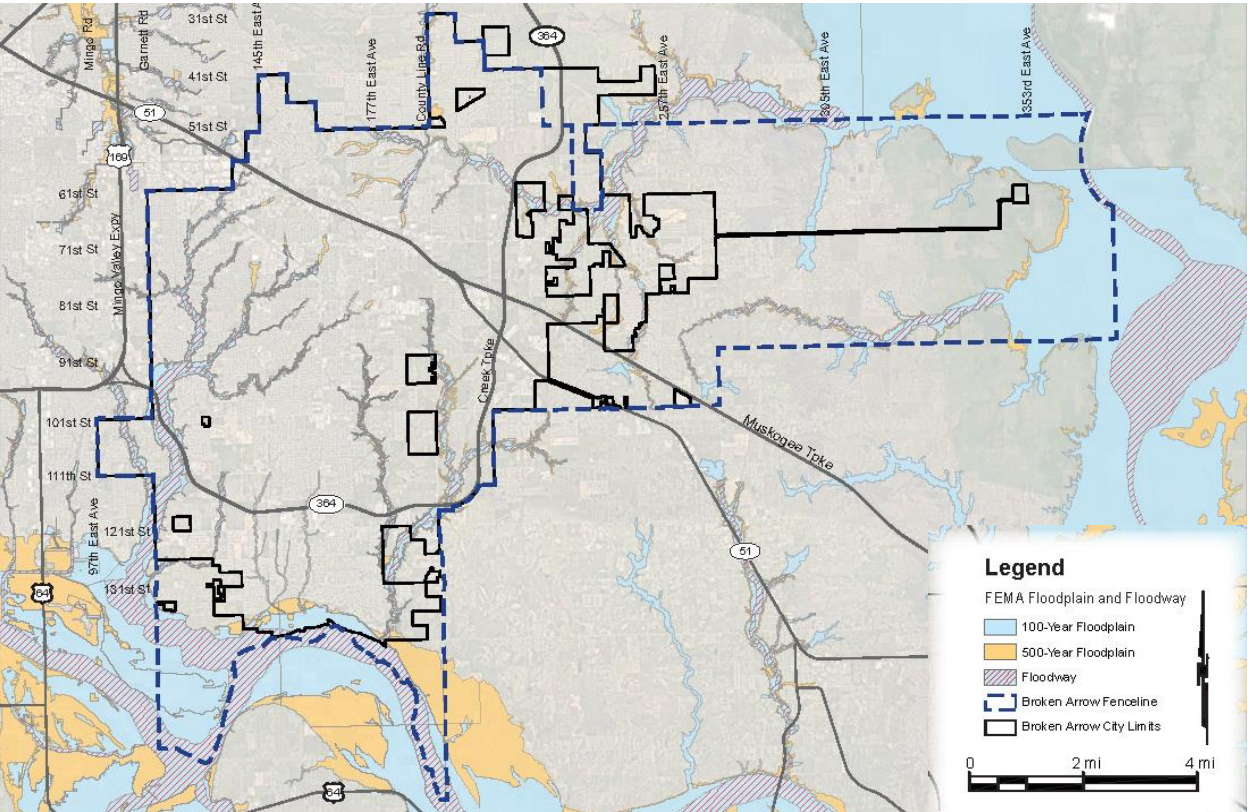 Mingo Rd
Garnett Rd
31st St
41st St
51st St
61st St
71st St
81st St
91st St
101st St
111th St
121st St
131st St
145th East A
177th East Ave
County Line Rd
257th East Ave
353rd East Ave
97th East Ave
Mingo Valley Expy
Creek Tpke
Muskogee Tpke
51
169
364
364
51
64
64
Legend
FEMA Floodplain and Floodway
100-Year Floodplain
500-Year Floodplain
Floodway
Broken Arrow Fenceline
Broken Arrow City Limits
0
2 mi
4 mi